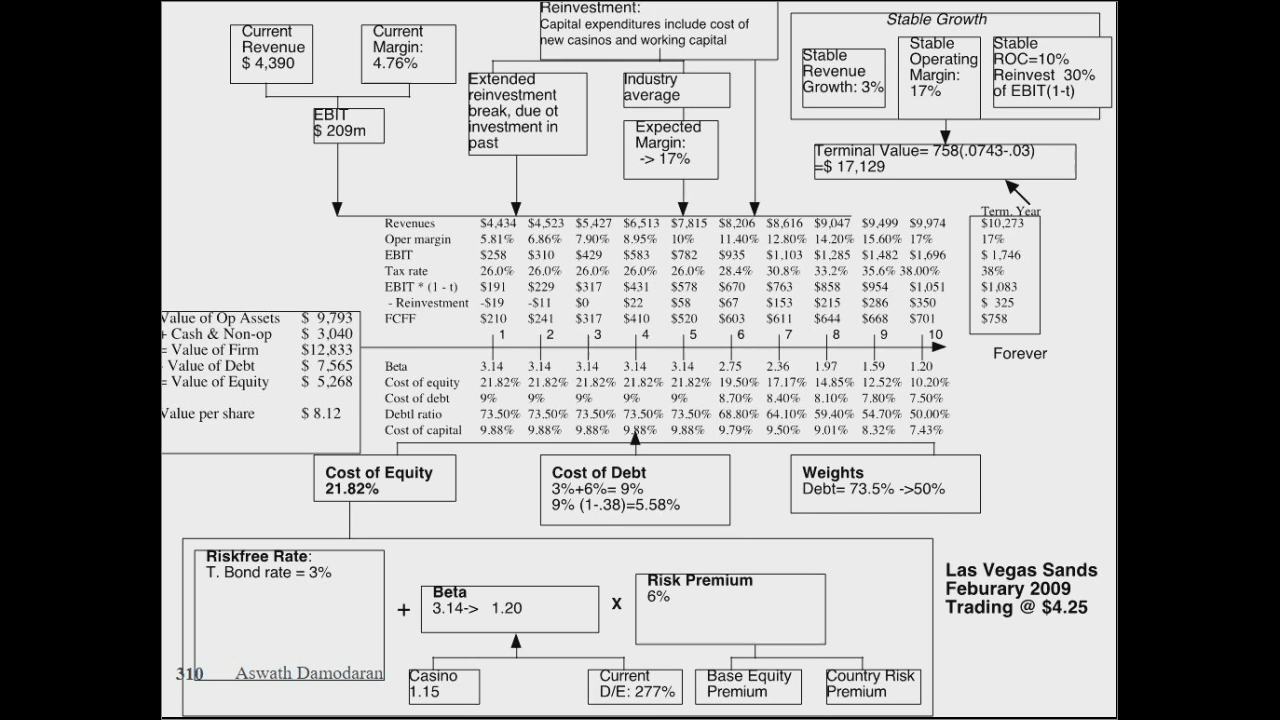 Reinvestment:
Capital expenditures include cost of
new casinos and working capital
Stable Growth
Current
Revenue
$ 4,390
Current
Margin:
4.76%
Stable
Revenue
Growth: 3%
Stable
Operating
Margin:
17%
Stable
ROC=10%
Reinvest 30%
of EBIT(1-t)
Extended
reinvestment
break, due ot
investment in
past
Industry
average
EBIT
$ 209m
Expected
Margin:
-> 17%
Terminal Value= 758(.0743-.03)
=$ 17,129
Term. Year
Revenues $4,434 $4,523 $5,427 $6,513 $7,815 $8,206 $8,616 $9,047 $9,499 $9,974 $10,273
Oper margin 5.81% 6.86% 7.90% 8.95% 10% 11.40% 12.80% 14.20% 15.60% 17% 17%
EBIT $258 $310 $429 $583 $782 $935 $1,103 $1,285 $1,482 $1,696 $ 1,746
Tax rate 26.0% 26.0% 26.0% 26.0% 26.0% 28.4% 30.8% 33.2% 35.6% 38.00% 38%
EBIT * (1 - t) $191 $229 $317 $431 $578 $670 $763 $858 $954 $1,051 $1,083
- Reinvestment -$19 -$11 $0 $22 $58 $67 $153 $215 $286 $350 $ 325
FCFF $210 $241 $317 $410 $520 $603 $611 $644 $668 $701 $758
1 2 3 4 5 6 7 8 9 10
Forever
Value of Op Assets $ 9,793
+ Cash & Non-op $ 3,040
= Value of Firm $12,833
- Value of Debt $ 7,565
= Value of Equity $ 5,268
Value per share $ 8.12
Beta 3.14 3.14 3.14 3.14 3.14 2.75 2.36 1.97 1.59 1.20
Cost of equity 21.82% 21.82% 21.82% 21.82% 21.82% 19.50% 17.17% 14.85% 12.52% 10.20%
Cost of debt 9% 9% 9% 9% 9% 8.70% 8.40% 8.10% 7.80% 7.50%
Debtl ratio 73.50% 73.50% 73.50% 73.50% 73.50% 68.80% 64.10% 59.40% 54.70% 50.00%
Cost of capital 9.88% 9.88% 9.88% 9.88% 9.88% 9.79% 9.50% 9.01% 8.32% 7.43%
Cost of Equity
21.82%
Cost of Debt
3%+6%= 9%
9% (1-.38)=5.58%
Weights
Debt= 73.5% ->50%
Riskfree Rate:
T. Bond rate = 3%
+
Beta
3.14-> 1.20
X
Risk Premium
6%
Las Vegas Sands
Feburary 2009
Trading @ $4.25
Casino
1.15
Current
D/E: 277%
Base Equity
Premium
Country Risk
Premium
310 Aswath Damodaran